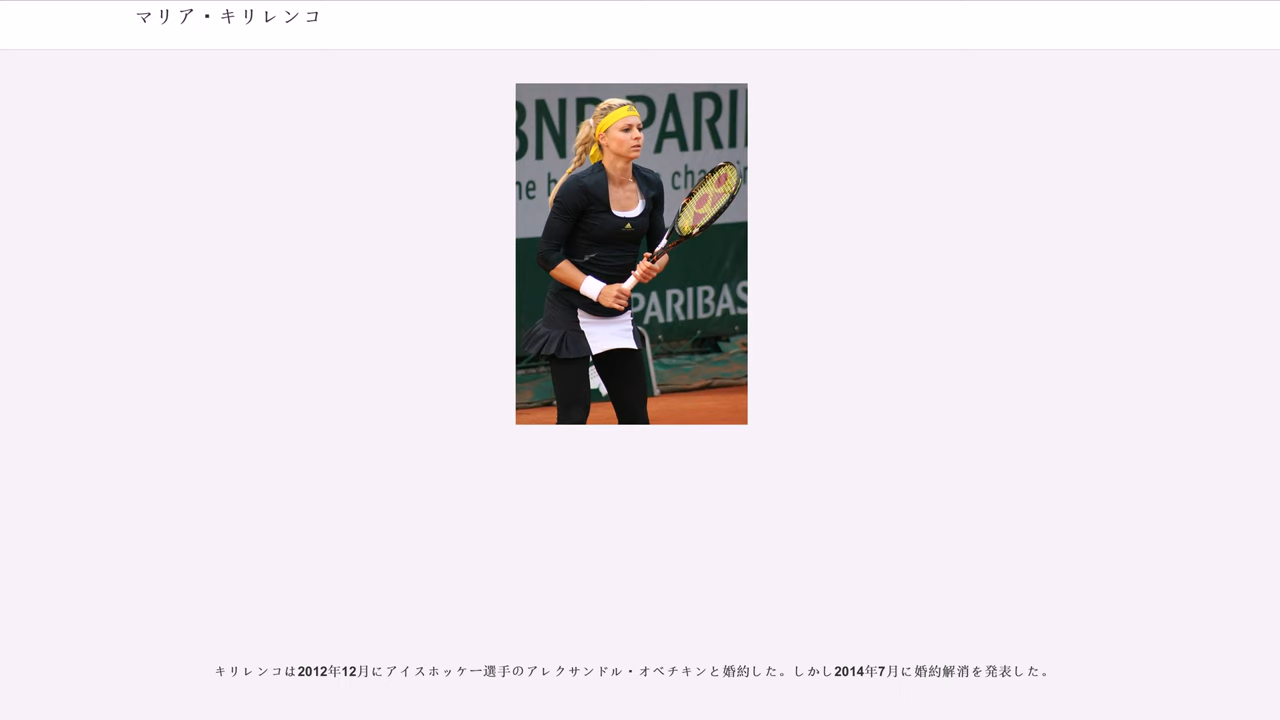 マリア・キリレンコ
BNP PARI
he b
s cha
PARIBAS
キリレンコは2012年12月にアイスホッケー選手のアレクサンドル・オベチキンと婚約した。しかし2014年7月に婚約解消を発表した。